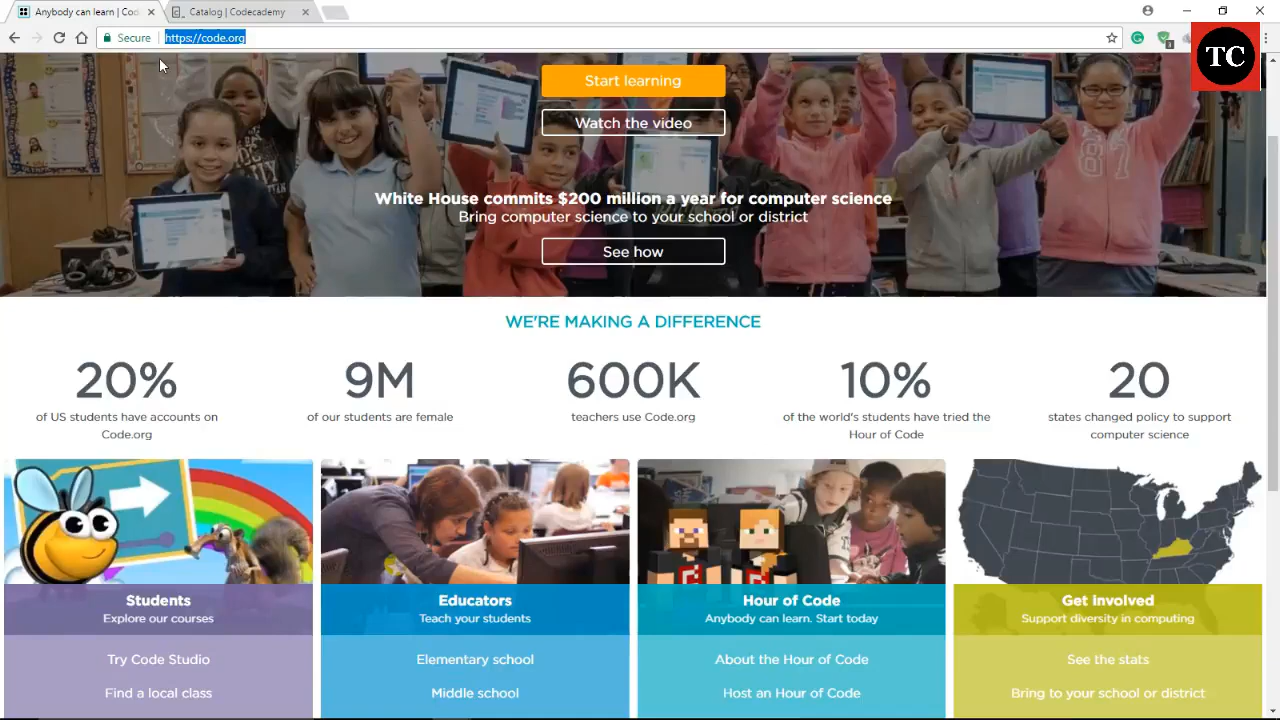 Anybody can learn | Cod
Catalog | Codecademy
Secure
https://code.org
TC
Start learning
Watch the video
White House commits $200 million a year for computer science
Bring computer science to your school or district
See how
87
WE'RE MAKING A DIFFERENCE
20%
of US students have accounts on
Code.org
9M
of our students are female
600K
teachers use Code.org
10%
of the world's students have tried the
Hour of Code
20
states changed policy to support
computer science
Students
Explore our courses
Try Code Studio
Find a local class
Educators
Teach your students
Elementary school
Middle school
Hour of Code
Anybody can learn. Start today
About the Hour of Code
Host an Hour of Code
Get involved
Support diversity in computing
See the stats
Bring to your school or district